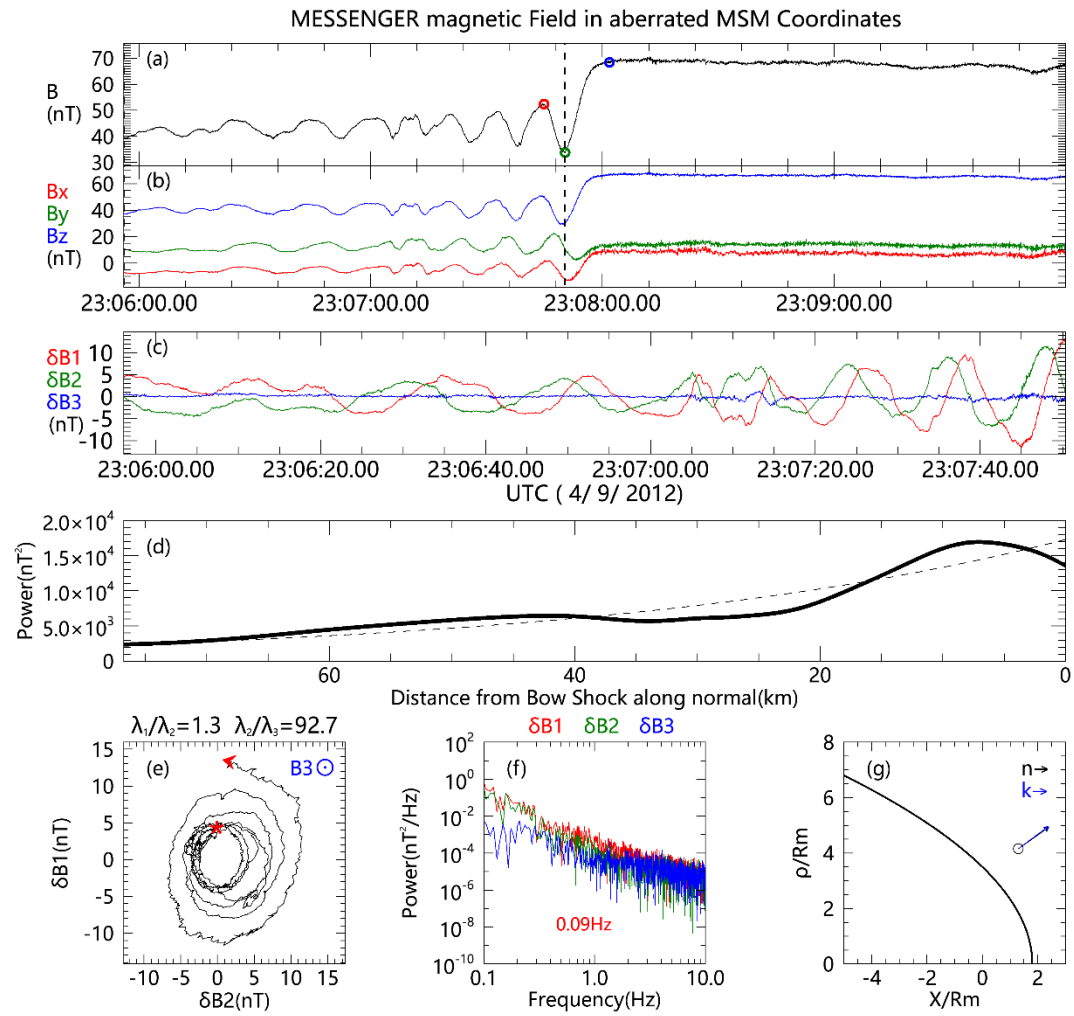 MESSENGER magnetic Field in aberrated MSM Coordinates
(a)
B
(nT)
70
60
50
40
30
(b)
Bx
By
Bz
(nT)
60
40
20
0
23:06:00.00 23:07:00.00 23:08:00.00 23:09:00.00
(c)
δB1
δB2
δB3
(nT)
10
5
0
-5
-10
23:06:00.00 23:06:20.00 23:06:40.00 23:07:00.00 23:07:20.00 23:07:40.00
UTC ( 4/ 9/ 2012)
(d)
Power(nT²)
2.0×10⁴
1.5×10⁴
1.0×10⁴
5.0×10³
0
60 40 20 0
Distance from Bow Shock along normal(km)
λ₁/λ₂=1.3 λ₂/λ₃=92.7
(e)
B3
δB1(nT)
15
10
5
0
-5
-10
-10 -5 0 5 10 15
δB2(nT)
δB1 δB2 δB3
(f)
Power(nT²/Hz)
10²
10⁰
10⁻²
10⁻⁴
10⁻⁶
10⁻⁸
10⁻¹⁰
0.09Hz
0.1 1.0 10.0
Frequency(Hz)
(g)
n→
k→
ρ/Rm
8
6
4
2
0
-4 -2 0 2
X/Rm